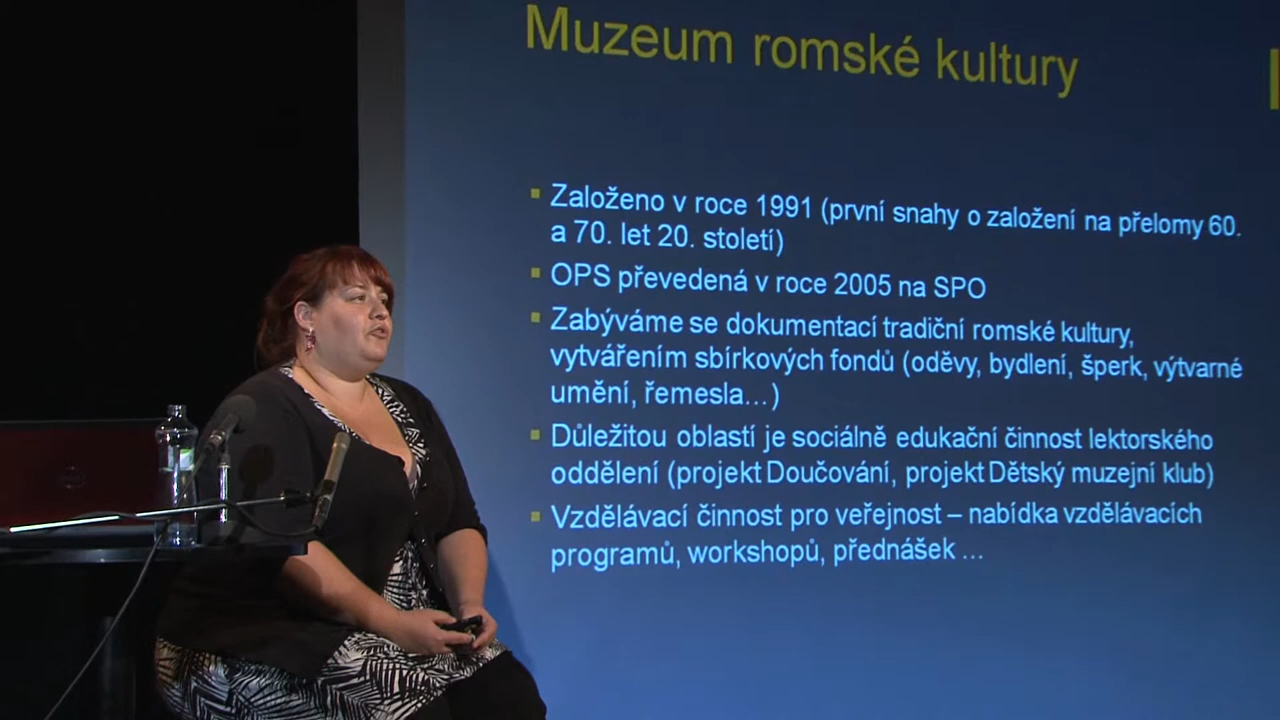 Muzeum romské kultury
Založeno v roce 1991 (první snahy o založení na přelomy 60.
a 70. let 20. století)
OPS převedená v roce 2005 na SPO
Zabýváme se dokumentací tradiční romské kultury,
vytvářením sbírkových fondů (oděvy, bydlení, šperk, výtvarné
umění, řemesla...)
Důležitou oblastí je sociálně edukační činnost lektorského
oddělení (projekt Doučování, projekt Dětský muzejní klub)
Vzdělávací činnost pro veřejnost – nabídka vzdělávacích
programů, workshopů, přednášek ...